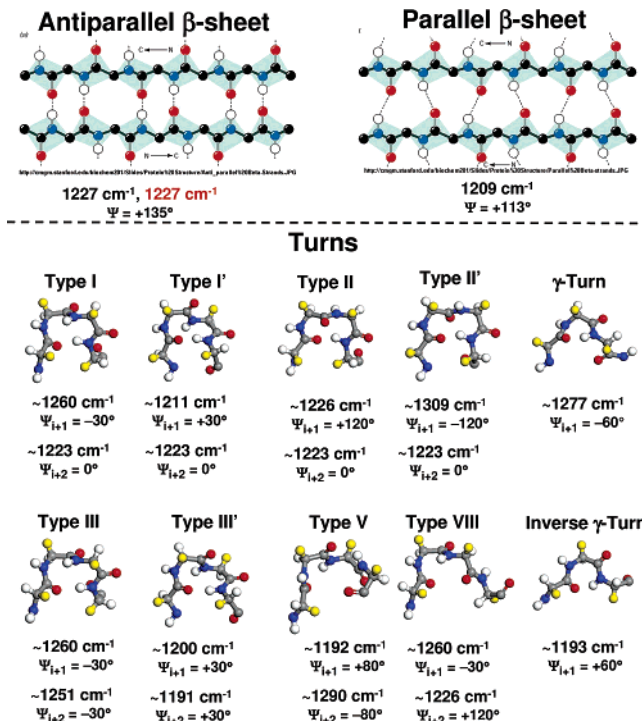 Antiparallel β-sheet
Parallel β-sheet
C N
C N
N C
C N
1227 cm⁻¹, 1227 cm⁻¹
Ψ = +135°
1209 cm⁻¹
Ψ = +113°
Turns
Type I Type I’ Type II Type II’ γ-Turn
~1260 cm⁻¹ ~1211 cm⁻¹ ~1226 cm⁻¹ ~1309 cm⁻¹ ~1277 cm⁻¹
Ψi+1 = –30° Ψi+1 = +30° Ψi+1 = +120° Ψi+1 = –120° Ψi+1 = –60°
~1223 cm⁻¹ ~1223 cm⁻¹ ~1223 cm⁻¹ ~1223 cm⁻¹
Ψi+2 = 0° Ψi+2 = 0° Ψi+2 = 0° Ψi+2 = 0°
Type III Type III’ Type V Type VIII Inverse γ-Turn
~1260 cm⁻¹ ~1200 cm⁻¹ ~1192 cm⁻¹ ~1260 cm⁻¹ ~1193 cm⁻¹
Ψi+1 = –30° Ψi+1 = +30° Ψi+1 = +80° Ψi+1 = –30° Ψi+1 = +60°
~1251 cm⁻¹ ~1191 cm⁻¹ ~1290 cm⁻¹ ~1226 cm⁻¹
Ψi+2 = –30° Ψi+2 = +30° Ψi+2 = –80° Ψi+2 = +120°